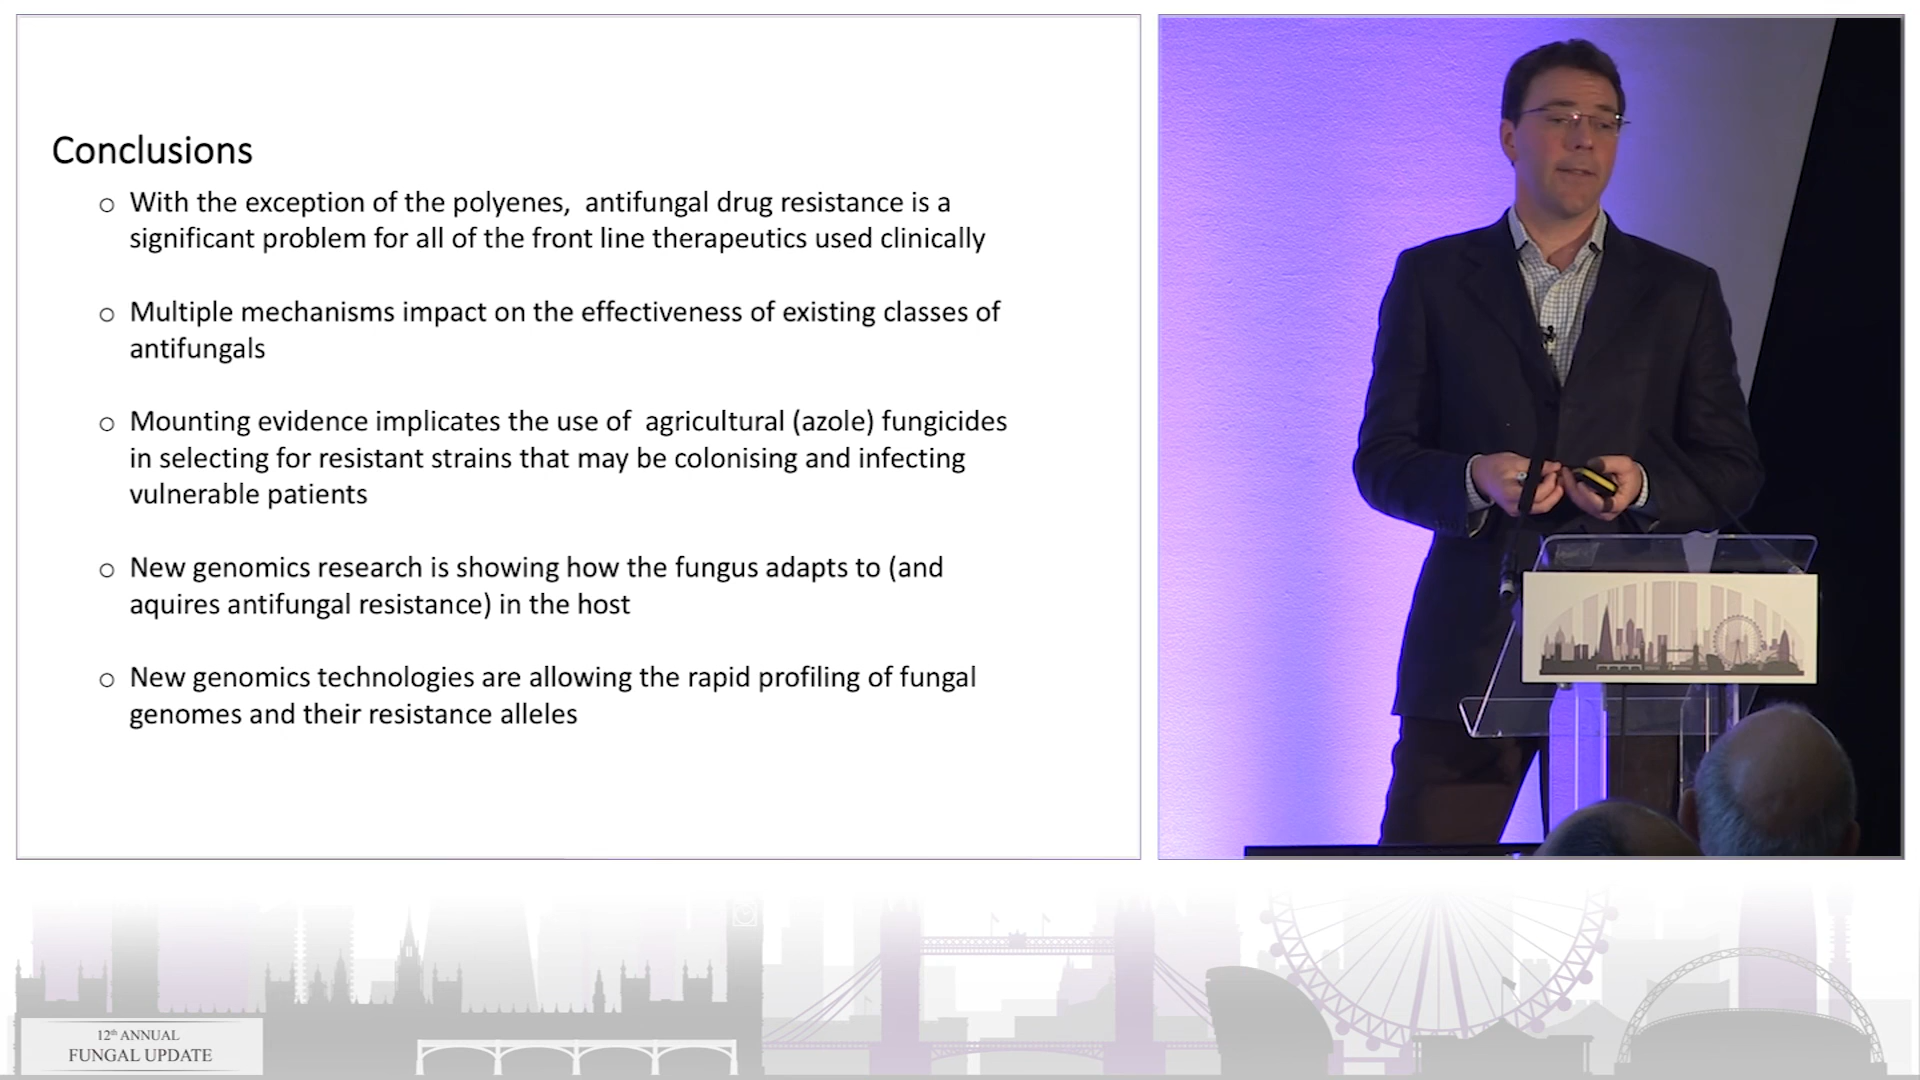 Conclusions
o With the exception of the polyenes,  antifungal drug resistance is a
significant problem for all of the front line therapeutics used clinically
o Multiple mechanisms impact on the effectiveness of existing classes of
antifungals
o Mounting evidence implicates the use of  agricultural (azole) fungicides
in selecting for resistant strains that may be colonising and infecting
vulnerable patients
o New genomics research is showing how the fungus adapts to (and
aquires antifungal resistance) in the host
o New genomics technologies are allowing the rapid profiling of fungal
genomes and their resistance alleles
12th ANNUAL
FUNGAL UPDATE